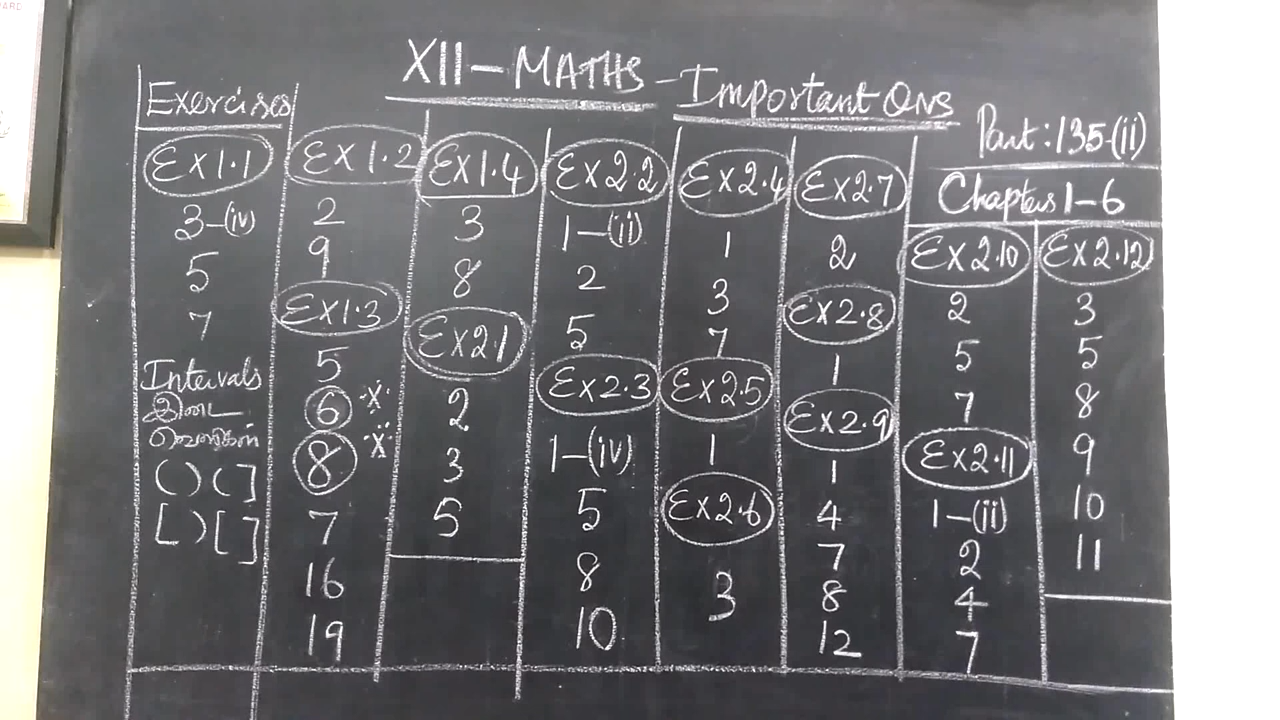 XII - MATHS - Important QNS
Part : 135-(ii)
Chapters 1-6
Exercises
Ex 1.1
3-(iv)
5
7
Intervals
இடை
வெளிகள்
( ) ( ]
[ ) [ ]
Ex 1.2
2
9
Ex 1.3
5
6 X
8 X
7
16
19
Ex 1.4
3
8
Ex 2.1
2
3
5
Ex 2.2
1-(ii)
2
5
Ex 2.3
1-(iv)
5
8
10
Ex 2.4
1
3
7
Ex 2.5
1
Ex 2.6
3
Ex 2.7
2
Ex 2.8
1
Ex 2.9
1
4
7
8
12
Ex 2.10
2
5
7
Ex 2.11
1-(ii)
2
4
7
Ex 2.12
3
5
8
9
10
11